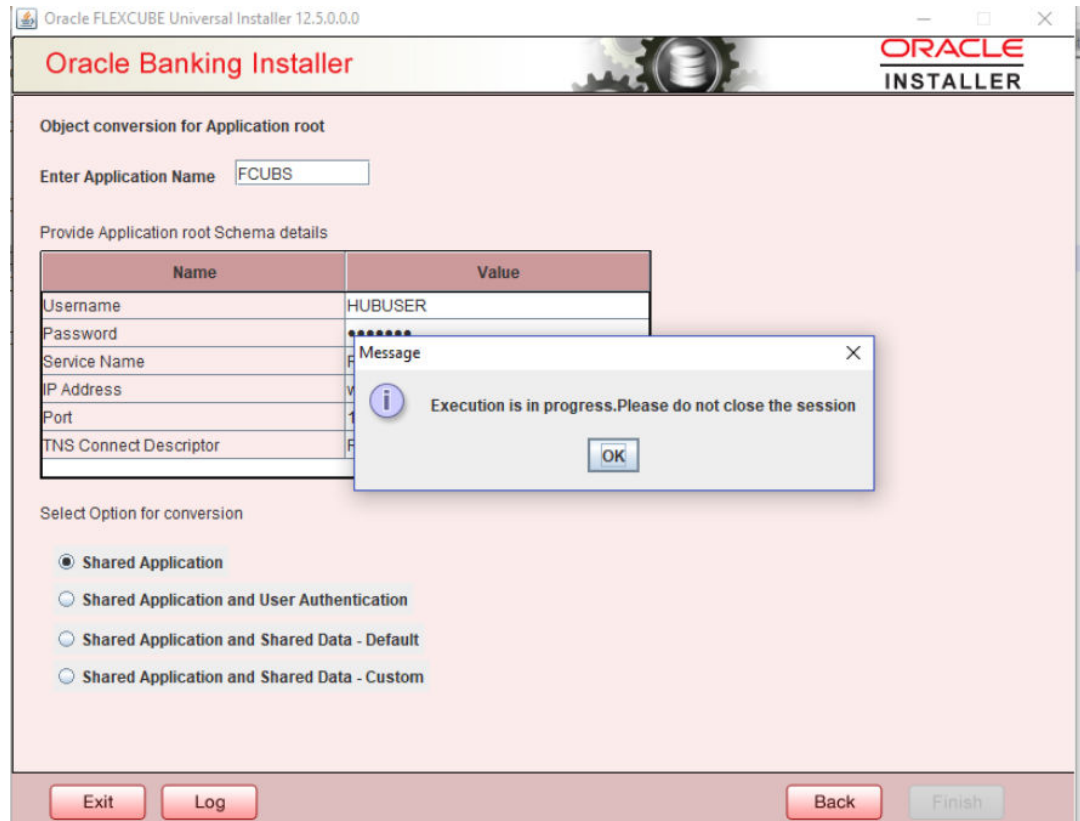 Oracle FLEXCUBE Universal Installer 12.5.0.0.0
Oracle Banking Installer
ORACLE
INSTALLER
Object conversion for Application root
Enter Application Name FCUBS
Provide Application root Schema details
Name Value
Username HUBUSER
Password •••••••
Service Name
IP Address
Port
TNS Connect Descriptor
Message
Execution is in progress.Please do not close the session
OK
Select Option for conversion
Shared Application
Shared Application and User Authentication
Shared Application and Shared Data - Default
Shared Application and Shared Data - Custom
Exit Log Back Finish